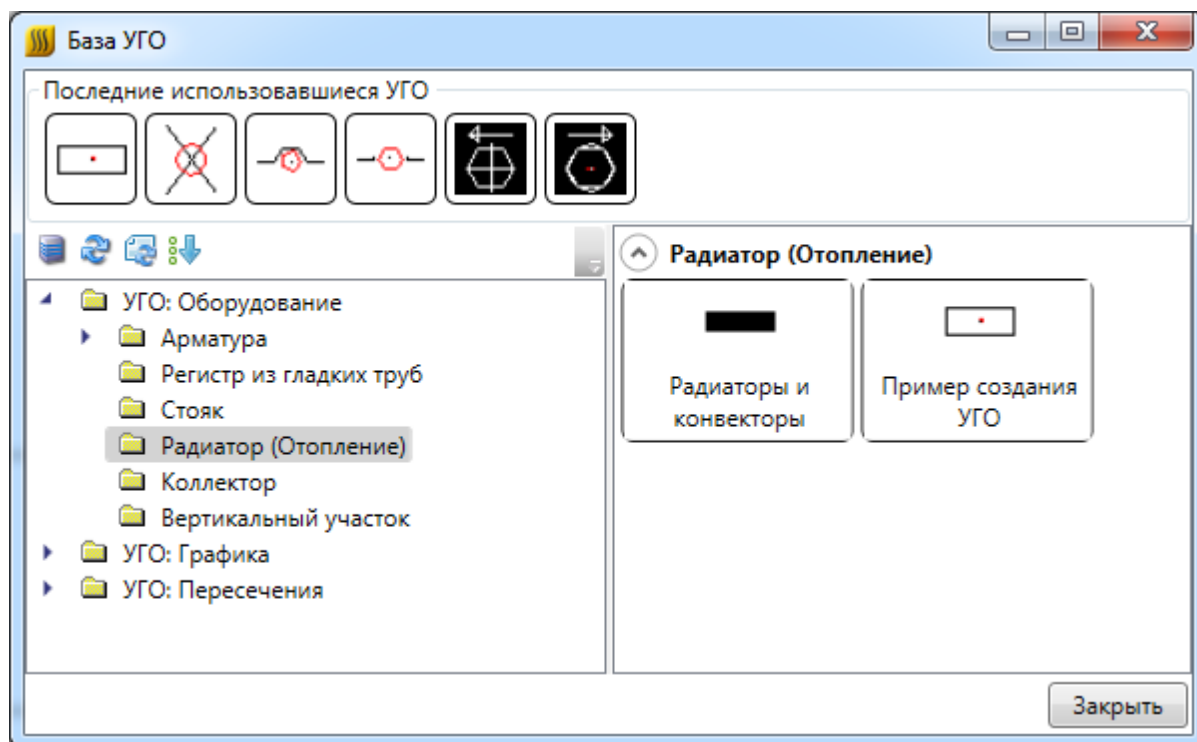 База УГО
Последние использовавшиеся УГО
УГО: Оборудование
Арматура
Регистр из гладких труб
Стояк
Радиатор (Отопление)
Коллектор
Вертикальный участок
УГО: Графика
УГО: Пересечения
Радиатор (Отопление)
Радиаторы и
конвекторы
Пример создания
УГО
Закрыть